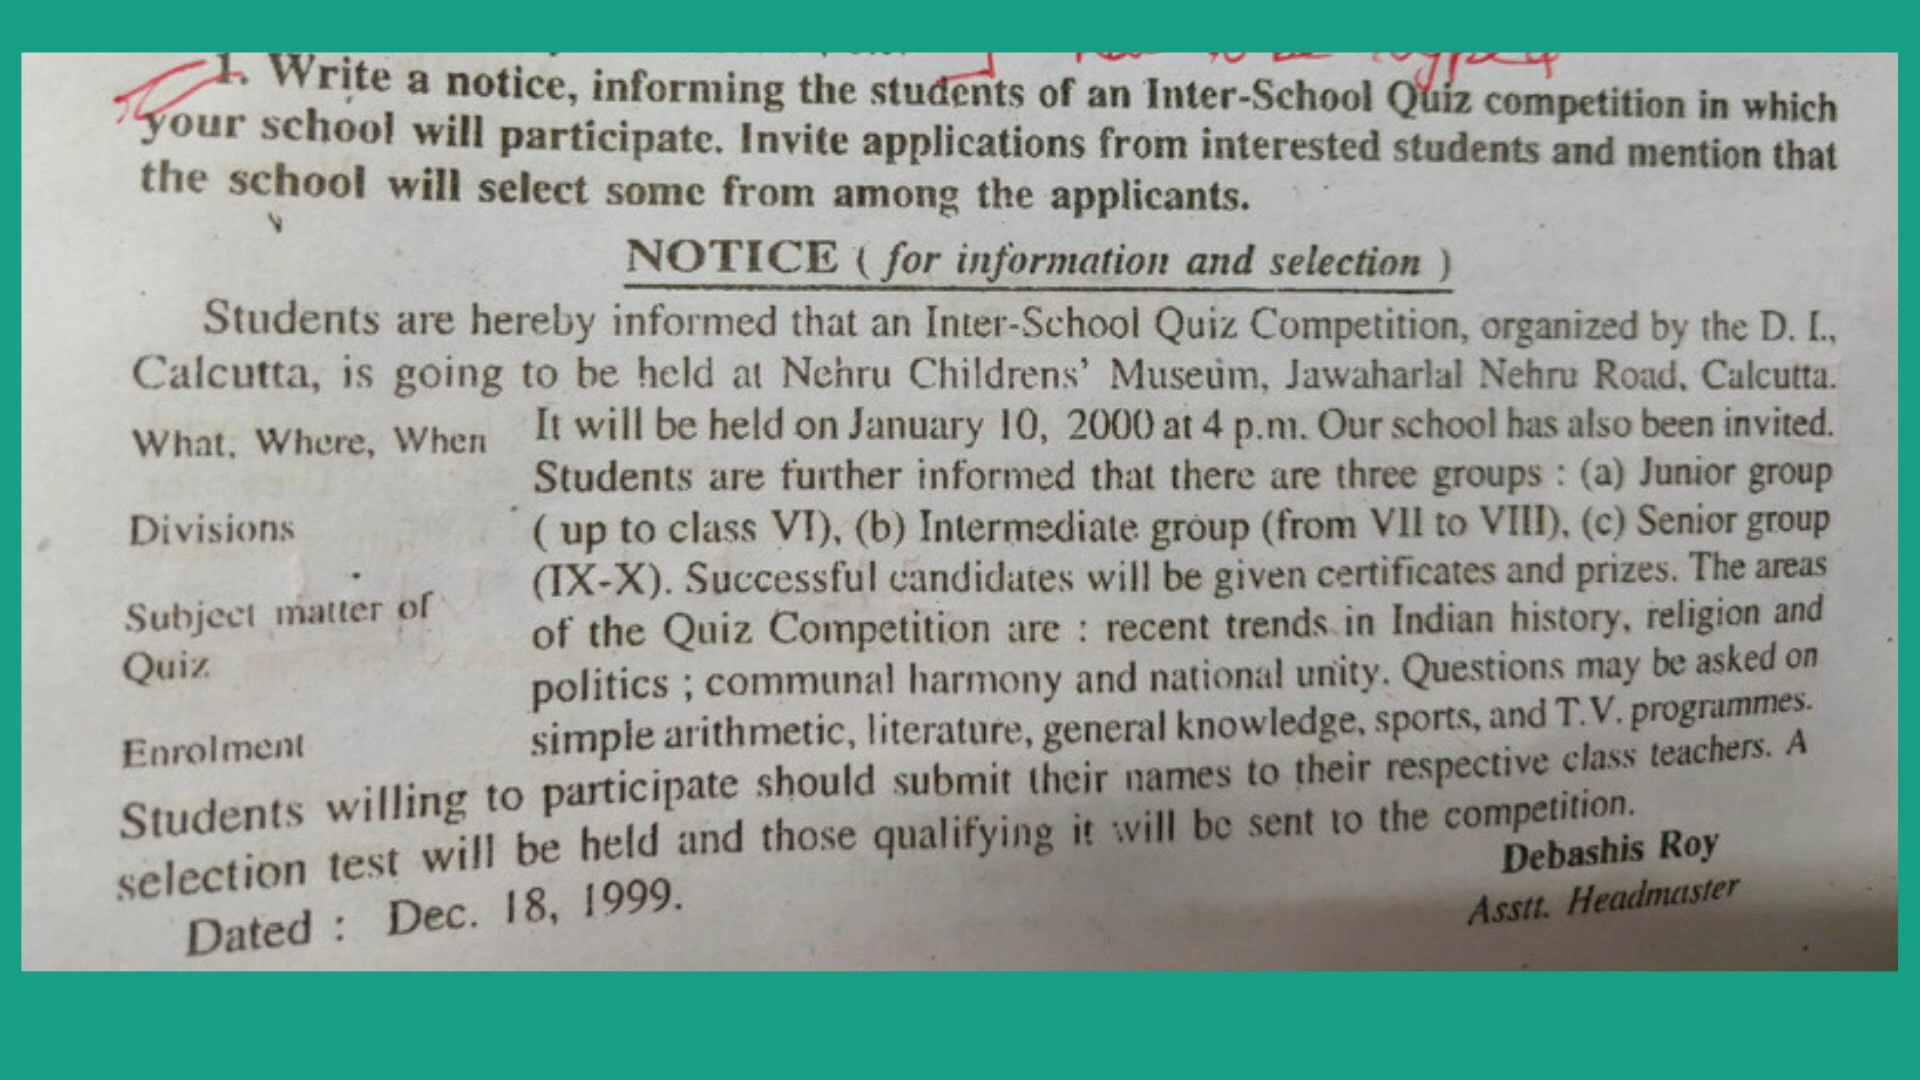 1. Write a notice, informing the students of an Inter-School Quiz competition in which
your school will participate. Invite applications from interested students and mention that
the school will select some from among the applicants.
NOTICE ( for information and selection )
Students are hereby informed that an Inter-School Quiz Competition, organized by the D. I.,
Calcutta, is going to be held at Nehru Childrens' Museum, Jawaharlal Nehru Road, Calcutta.
What, Where, When
It will be held on January 10, 2000 at 4 p.m. Our school has also been invited.
Students are further informed that there are three groups : (a) Junior group
Divisions
( up to class VI), (b) Intermediate group (from VII to VIII), (c) Senior group
(IX-X). Successful candidates will be given certificates and prizes. The areas
Subject matter of
of the Quiz Competition are : recent trends in Indian history, religion and
Quiz
politics ; communal harmony and national unity. Questions may be asked on
Enrolment
simple arithmetic, literature, general knowledge, sports, and T.V. programmes.
Students willing to participate should submit their names to their respective class teachers. A
selection test will be held and those qualifying it will be sent to the competition.
Debashis Roy
Dated : Dec. 18, 1999.
Asstt. Headmaster